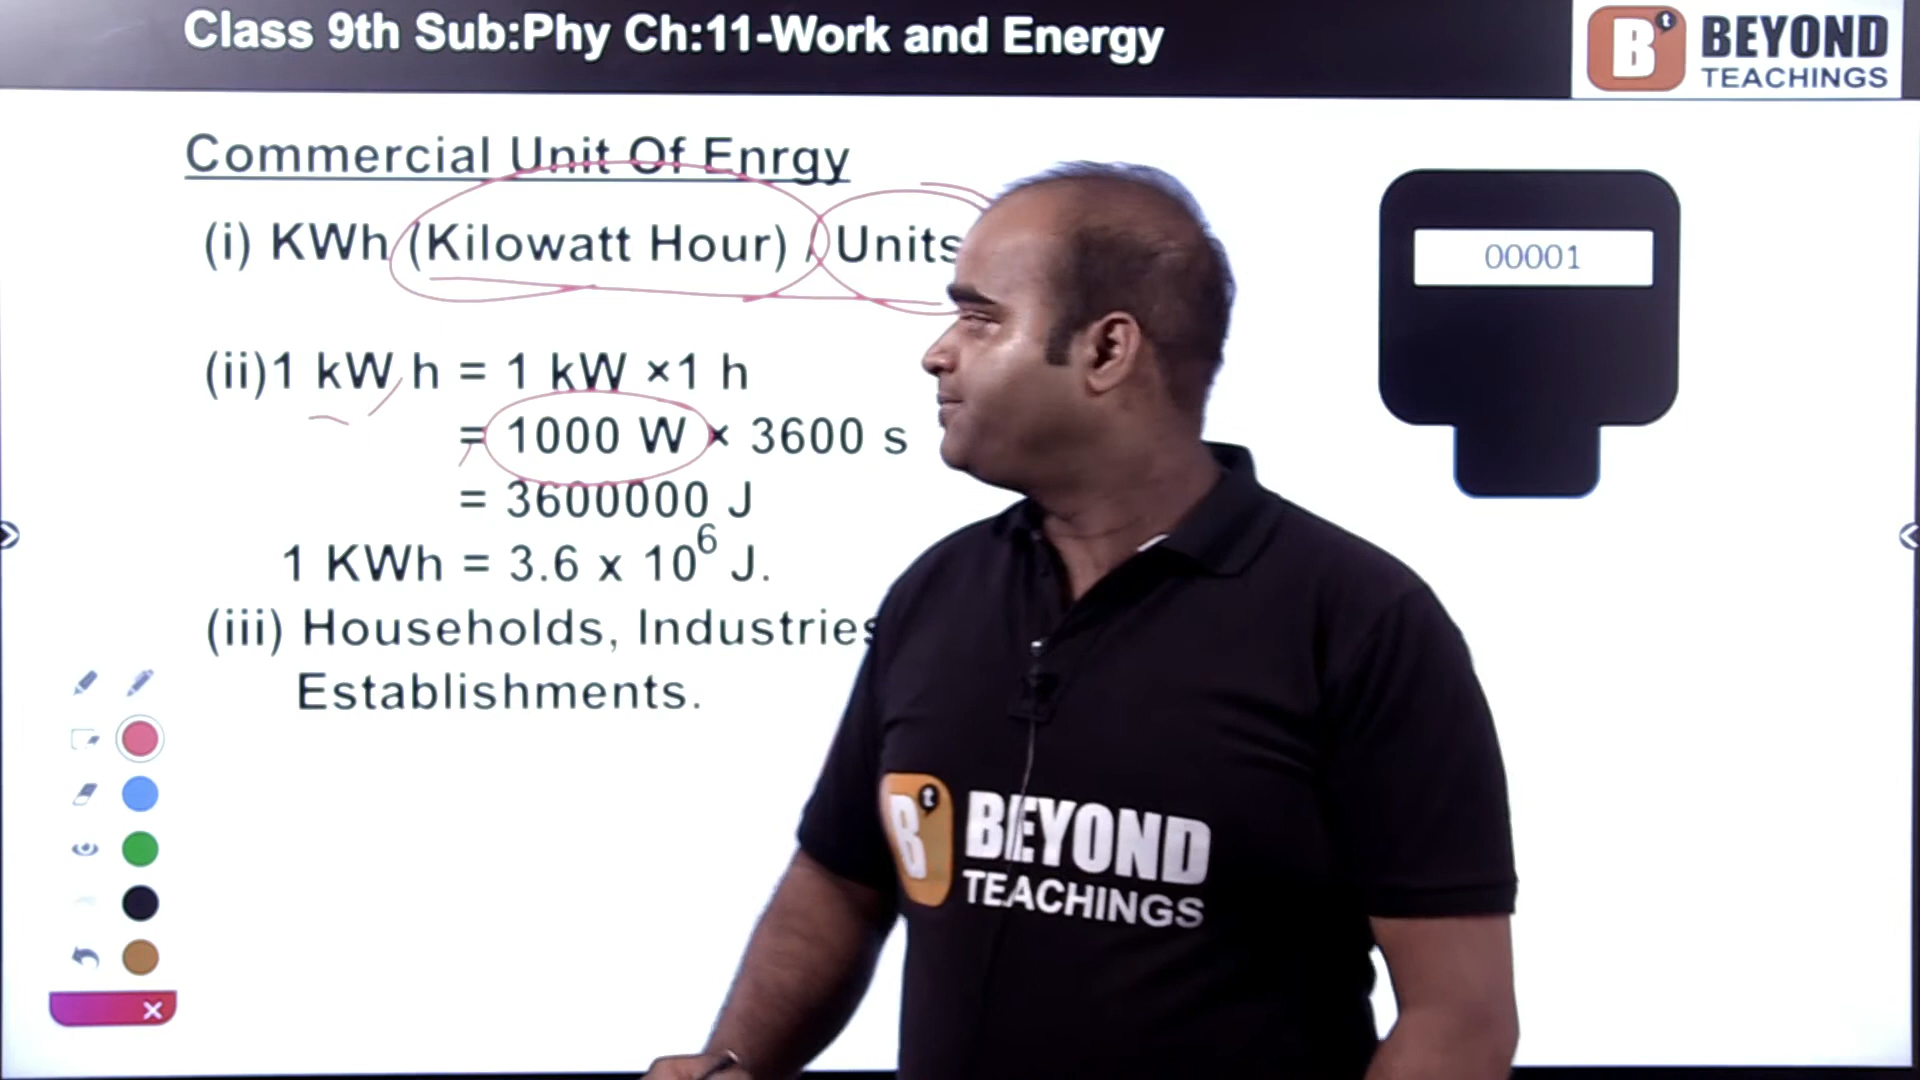 Class 9th Sub:Phy Ch:11-Work and Energy
Bt BEYOND
TEACHINGS
Commercial Unit Of Enrgy
(i) KWh (Kilowatt Hour) / Units
00001
(ii)1 kW h = 1 kW ×1 h
= 1000 W × 3600 s
= 3600000 J
1 KWh = 3.6 x 10⁶ J.
(iii) Households, Industries
Establishments.
Bt BEYOND
TEACHINGS